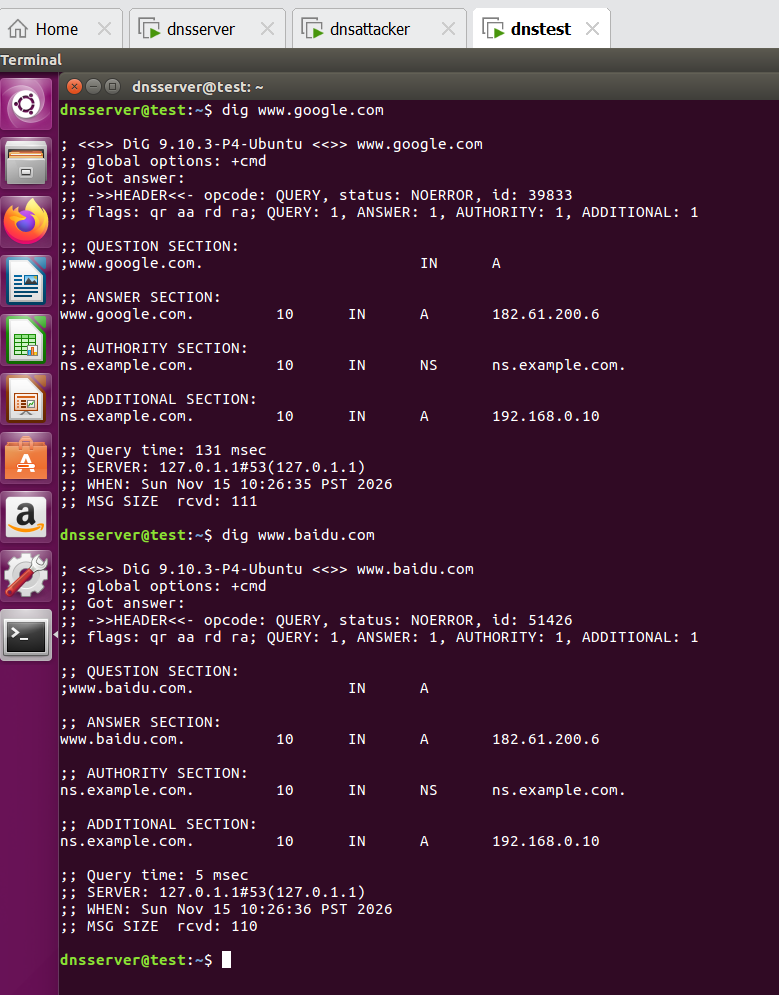 Home
dnsserver
dnsattacker
dnstest
Terminal
dnsserver@test: ~
dnsserver@test:~$ dig www.google.com
; <<>> DiG 9.10.3-P4-Ubuntu <<>> www.google.com
;; global options: +cmd
;; Got answer:
;; ->>HEADER<<- opcode: QUERY, status: NOERROR, id: 39833
;; flags: qr aa rd ra; QUERY: 1, ANSWER: 1, AUTHORITY: 1, ADDITIONAL: 1
;; QUESTION SECTION:
;www.google.com. IN A
;; ANSWER SECTION:
www.google.com. 10 IN A 182.61.200.6
;; AUTHORITY SECTION:
ns.example.com. 10 IN NS ns.example.com.
;; ADDITIONAL SECTION:
ns.example.com. 10 IN A 192.168.0.10
;; Query time: 131 msec
;; SERVER: 127.0.1.1#53(127.0.1.1)
;; WHEN: Sun Nov 15 10:26:35 PST 2026
;; MSG SIZE  rcvd: 111
dnsserver@test:~$ dig www.baidu.com
; <<>> DiG 9.10.3-P4-Ubuntu <<>> www.baidu.com
;; global options: +cmd
;; Got answer:
;; ->>HEADER<<- opcode: QUERY, status: NOERROR, id: 51426
;; flags: qr aa rd ra; QUERY: 1, ANSWER: 1, AUTHORITY: 1, ADDITIONAL: 1
;; QUESTION SECTION:
;www.baidu.com. IN A
;; ANSWER SECTION:
www.baidu.com. 10 IN A 182.61.200.6
;; AUTHORITY SECTION:
ns.example.com. 10 IN NS ns.example.com.
;; ADDITIONAL SECTION:
ns.example.com. 10 IN A 192.168.0.10
;; Query time: 5 msec
;; SERVER: 127.0.1.1#53(127.0.1.1)
;; WHEN: Sun Nov 15 10:26:36 PST 2026
;; MSG SIZE  rcvd: 110
dnsserver@test:~$